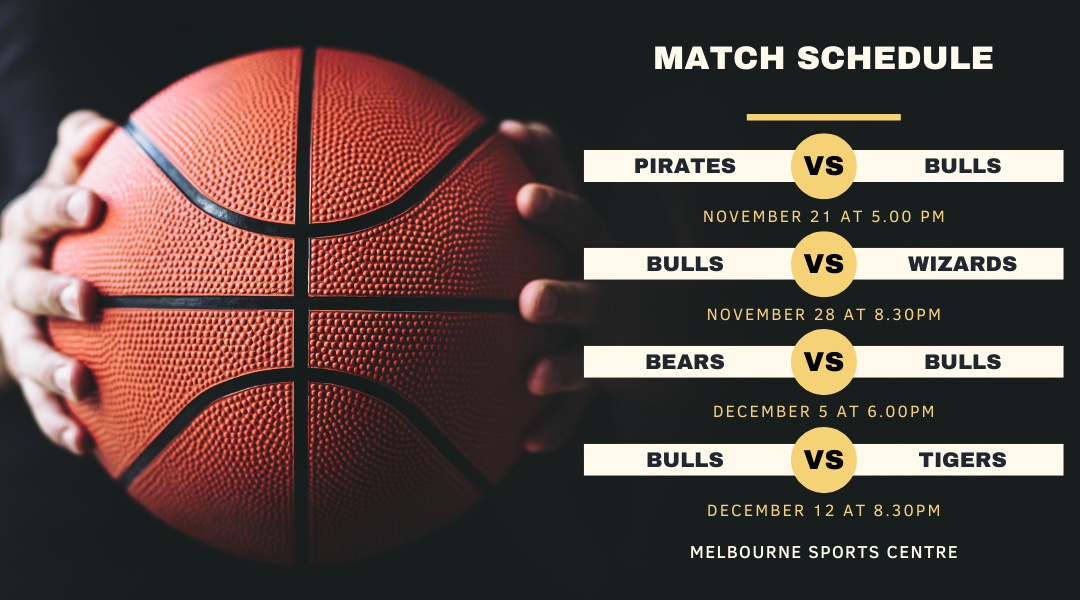 MATCH SCHEDULE
PIRATES VS BULLS
NOVEMBER 21 AT 5.00 PM
BULLS VS WIZARDS
NOVEMBER 28 AT 8.30PM
BEARS VS BULLS
DECEMBER 5 AT 6.00PM
BULLS VS TIGERS
DECEMBER 12 AT 8.30PM
MELBOURNE SPORTS CENTRE